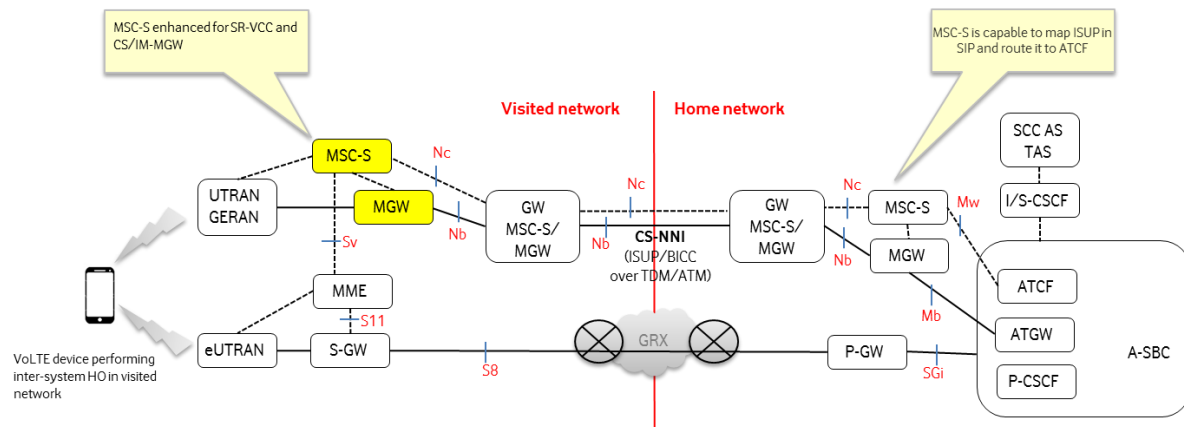 MSC-S enhanced for SR-VCC and
CS/IM-MGW
MSC-S is capable to map ISUP in
SIP and route it to ATCF
Visited network
Home network
SCC AS
TAS
MSC-S
Nc
Nc
Nc
MSC-S
Mw
I/S-CSCF
UTRAN
GERAN
MGW
Nb
GW
MSC-S/
MGW
Nb
CS-NNI
(ISUP/BICC
over TDM/ATM)
GW
MSC-S/
MGW
Nb
MGW
Sv
MME
Mb
ATCF
S11
eUTRAN
S-GW
S8
GRX
P-GW
SGi
ATGW
A-SBC
P-CSCF
VoLTE device performing
inter-system HO in visited
network